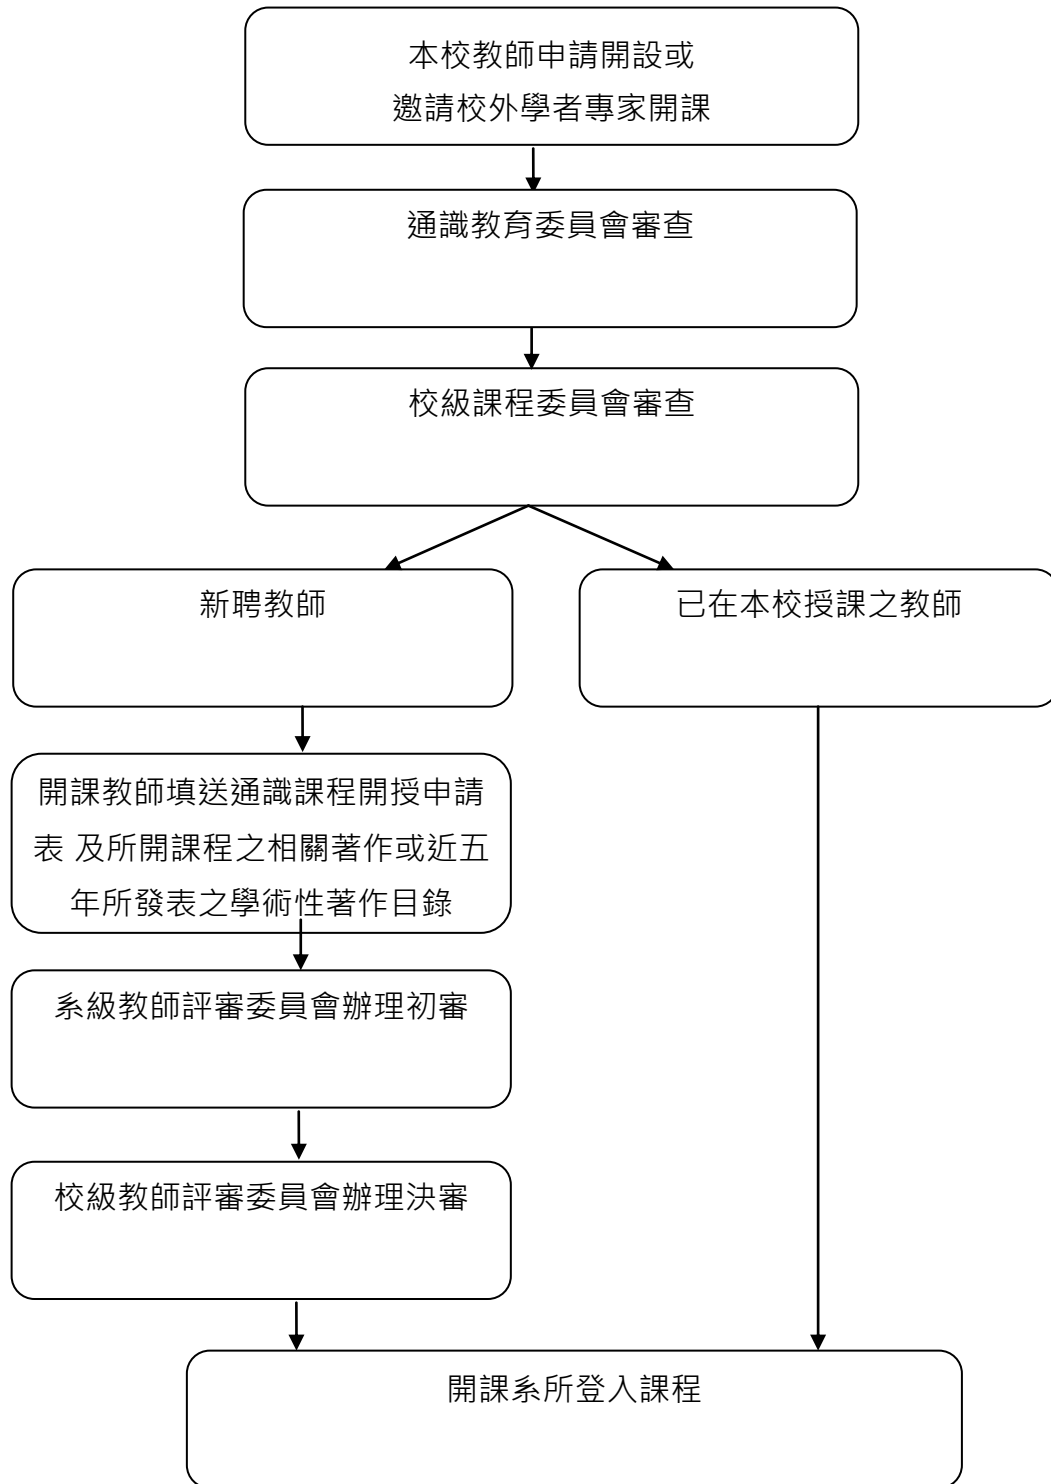 本校教師申請開設或
邀請校外學者專家開課
通識教育委員會審查
校級課程委員會審查
新聘教師
已在本校授課之教師
開課教師填送通識課程開授申請
表 及所開課程之相關著作或近五
年所發表之學術性著作目錄
系級教師評審委員會辦理初審
校級教師評審委員會辦理決審
開課系所登入課程